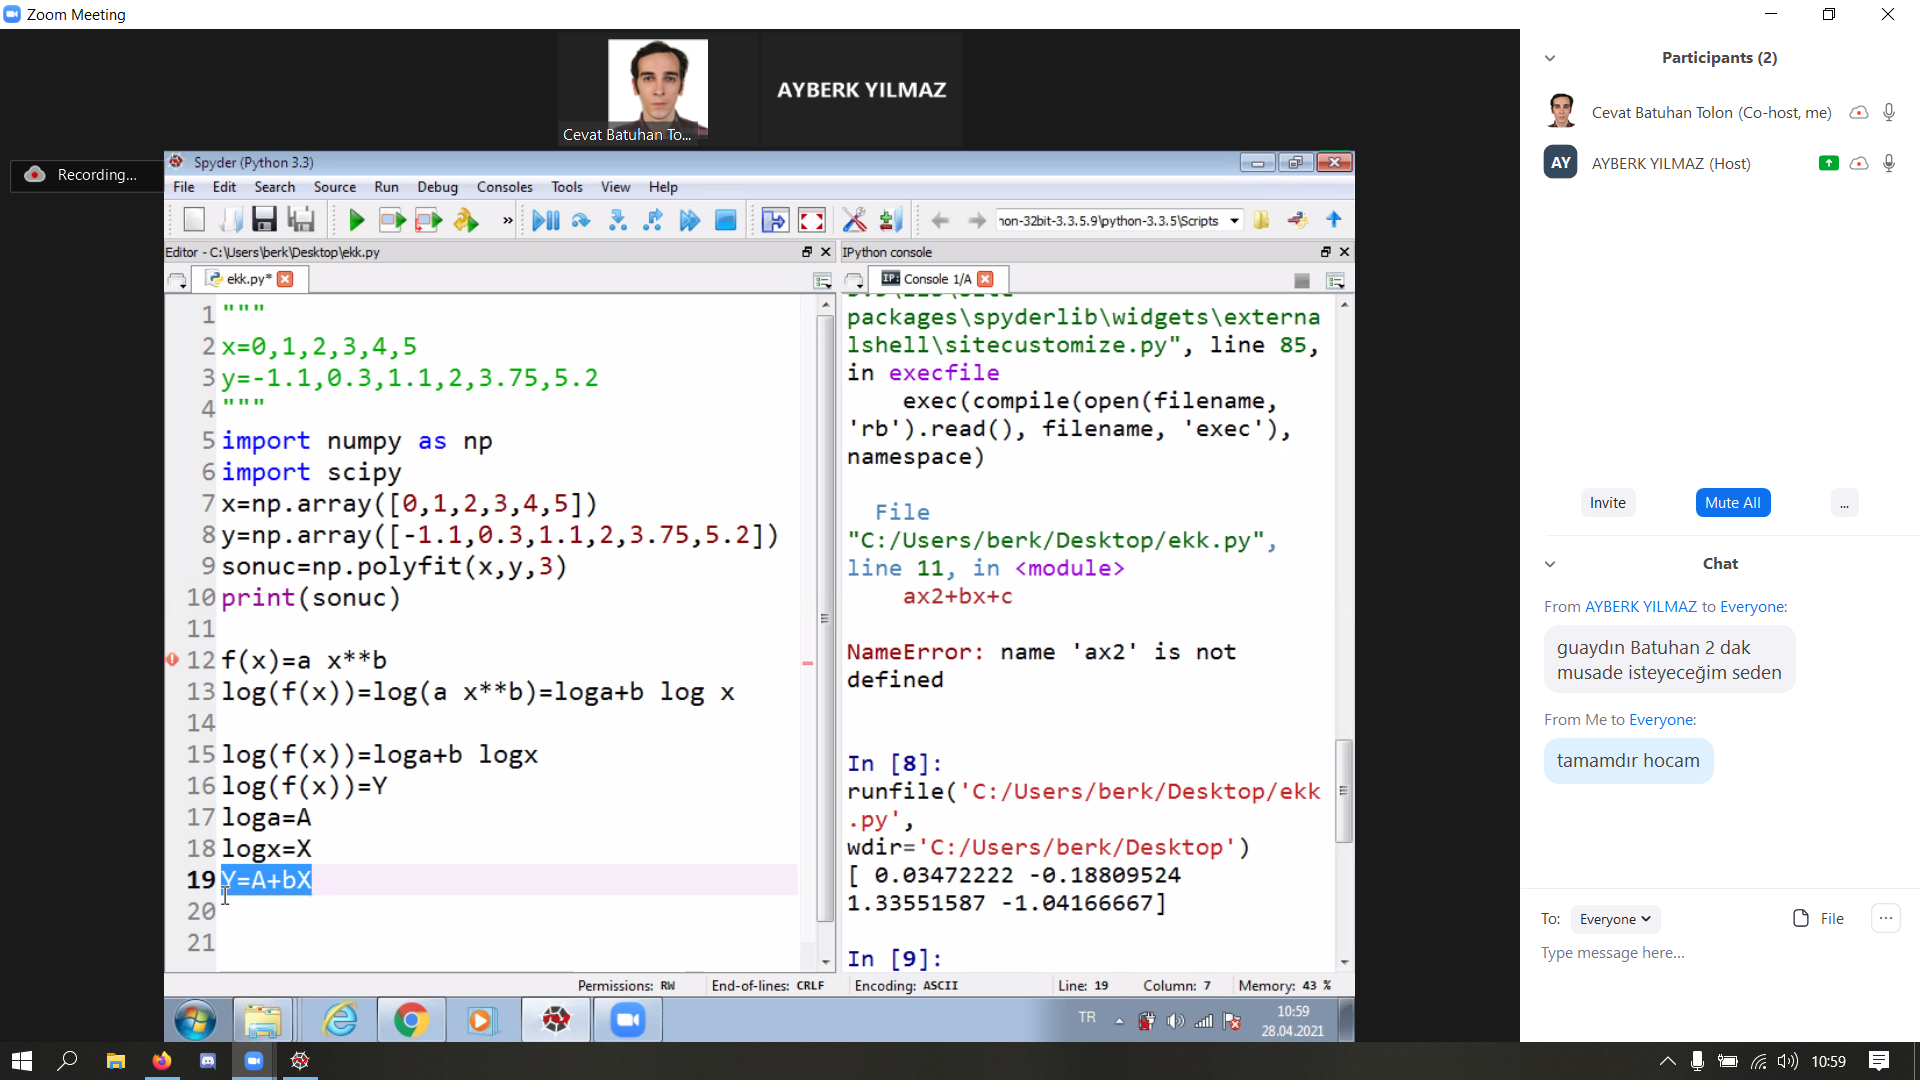 Zoom Meeting
Cevat Batuhan To...
AYBERK YILMAZ
Recording...
Spyder (Python 3.3)
File Edit Search Source Run Debug Consoles Tools View Help
»
non-32bit-3.3.5.9\python-3.3.5\Scripts
Editor - C:\Users\berk\Desktop\ekk.py
ekk.py*
1 """
2 x=0,1,2,3,4,5
3 y=-1.1,0.3,1.1,2,3.75,5.2
4 """
5 import numpy as np
6 import scipy
7 x=np.array([0,1,2,3,4,5])
8 y=np.array([-1.1,0.3,1.1,2,3.75,5.2])
9 sonuc=np.polyfit(x,y,3)
10 print(sonuc)
11
12 f(x)=a x**b
13 log(f(x))=log(a x**b)=loga+b log x
14
15 log(f(x))=loga+b logx
16 log(f(x))=Y
17 loga=A
18 logx=X
19 Y=A+bX
20
21
IPython console
IP: Console 1/A
packages\spyderlib\widgets\externa
lshell\sitecustomize.py", line 85,
in execfile
exec(compile(open(filename,
'rb').read(), filename, 'exec'),
namespace)
File
"C:/Users/berk/Desktop/ekk.py",
line 11, in <module>
ax2+bx+c
NameError: name 'ax2' is not
defined
In [8]:
runfile('C:/Users/berk/Desktop/ekk
.py',
wdir='C:/Users/berk/Desktop')
[ 0.03472222 -0.18809524
1.33551587 -1.04166667]
In [9]:
Permissions: RW End-of-lines: CRLF Encoding: ASCII Line: 19 Column: 7 Memory: 43 %
TR
10:59
28.04.2021
Participants (2)
Cevat Batuhan Tolon (Co-host, me)
AY AYBERK YILMAZ (Host)
Invite Mute All ...
Chat
From AYBERK YILMAZ to Everyone:
guaydın Batuhan 2 dak
musade isteyeceğim seden
From Me to Everyone:
tamamdır hocam
To: Everyone File ...
Type message here...
10:59